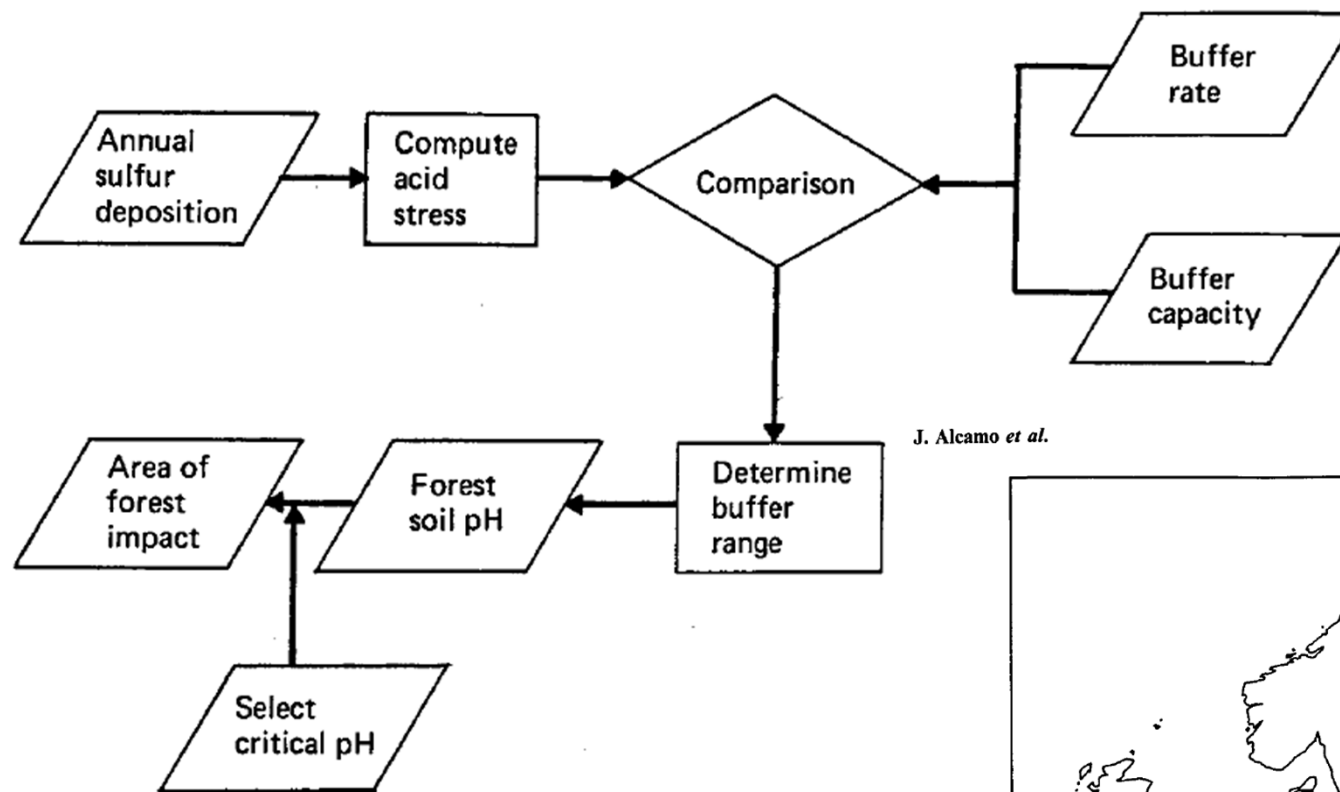 Annual
sulfur
deposition
Compute
acid
stress
Comparison
Buffer
rate
Buffer
capacity
J. Alcamo et al.
Area of
forest
impact
Forest
soil pH
Determine
buffer
range
Select
critical pH